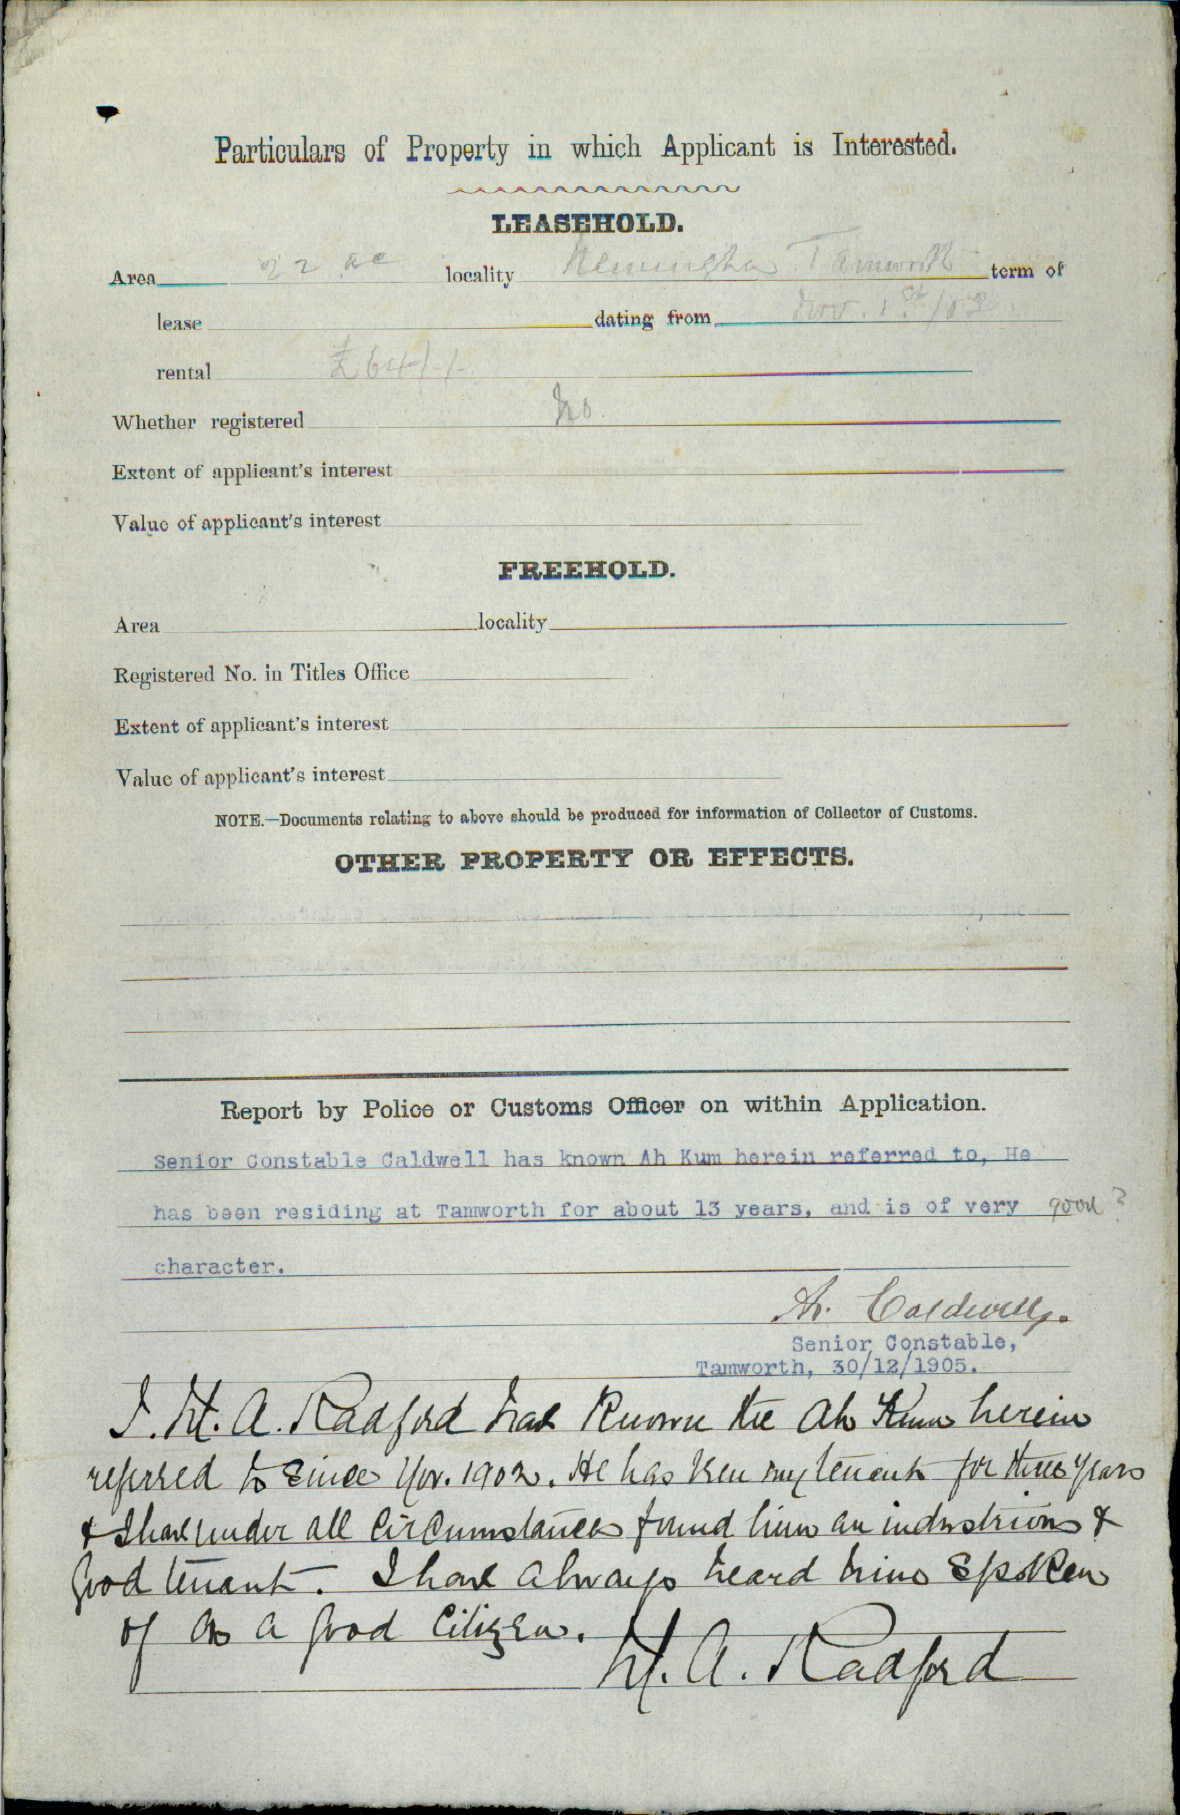 Particulars of Property in which Applicant is Interested.
LEASEHOLD.
Area ac locality Tamworth term of
lease dating from Nov. 1st /03
rental £64/-/-
Whether registered No.
Extent of applicant's interest
Value of applicant's interest
FREEHOLD.
Area locality
Registered No. in Titles Office
Extent of applicant's interest
Value of applicant's interest
NOTE.—Documents relating to above should be produced for information of Collector of Customs.
OTHER PROPERTY OR EFFECTS.
Report by Police or Customs Officer on within Application.
Senior Constable Caldwell has known Ah Kum herein referred to, He
has been residing at Tamworth for about 13 years, and is of very good?
character.
Caldwell.
Senior Constable,
Tamworth, 30/12/1905.
I. A. Radford has Known the Ah Kum herein
referred to Since Nov. 1902. He has been my tenant for three years
& I have under all Circumstances found him an industrious &
good tenant. I have always heard him Spoken
of as a good Citizen.
A. Radford